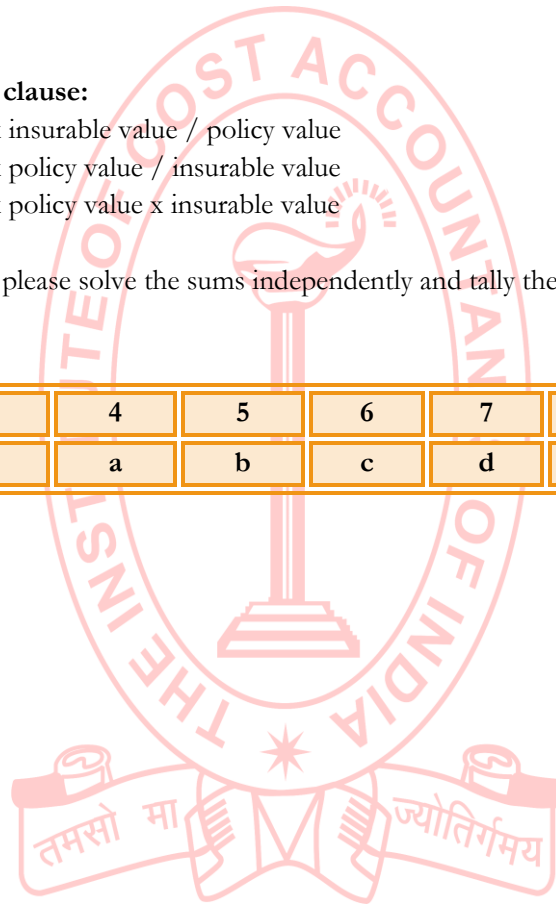 clause:
insurable value / policy value
policy value / insurable value
policy value x insurable value
please solve the sums independently and tally the
4 5 6 7
a b c d
THE INSTITUTE OF COST ACCOUNTANTS OF INDIA
तमसो मा ज्योतिर्गमय